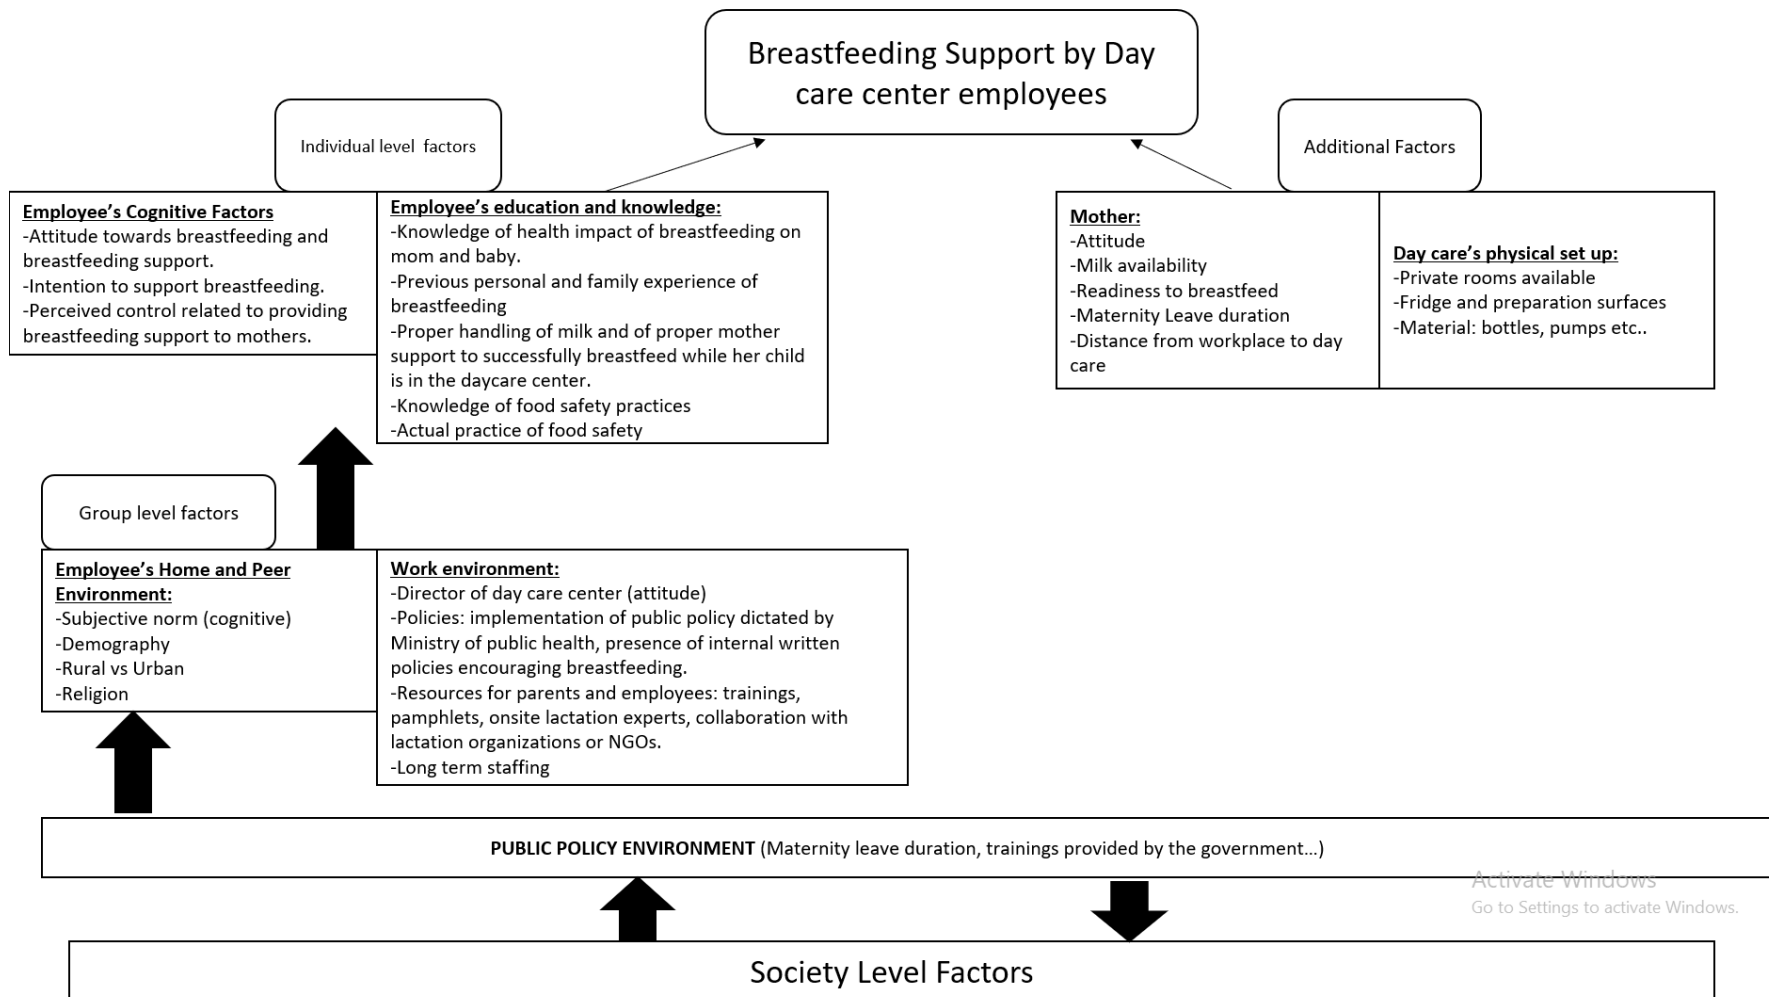 Breastfeeding Support by Day
care center employees
Individual level  factors
Additional Factors
Employee's Cognitive Factors
-Attitude towards breastfeeding and
breastfeeding support.
-Intention to support breastfeeding.
-Perceived control related to providing
breastfeeding support to mothers.
Employee's education and knowledge:
-Knowledge of health impact of breastfeeding on
mom and baby.
-Previous personal and family experience of
breastfeeding
-Proper handling of milk and of proper mother
support to successfully breastfeed while her child
is in the daycare center.
-Knowledge of food safety practices
-Actual practice of food safety
Mother:
-Attitude
-Milk availability
-Readiness to breastfeed
-Maternity Leave duration
-Distance from workplace to day
care
Day care's physical set up:
-Private rooms available
-Fridge and preparation surfaces
-Material: bottles, pumps etc..
Group level factors
Employee's Home and Peer
Environment:
-Subjective norm (cognitive)
-Demography
-Rural vs Urban
-Religion
Work environment:
-Director of day care center (attitude)
-Policies: implementation of public policy dictated by
Ministry of public health, presence of internal written
policies encouraging breastfeeding.
-Resources for parents and employees: trainings,
pamphlets, onsite lactation experts, collaboration with
lactation organizations or NGOs.
-Long term staffing
PUBLIC POLICY ENVIRONMENT (Maternity leave duration, trainings provided by the government…)
Activate Windows
Go to Settings to activate Windows.
Society Level Factors